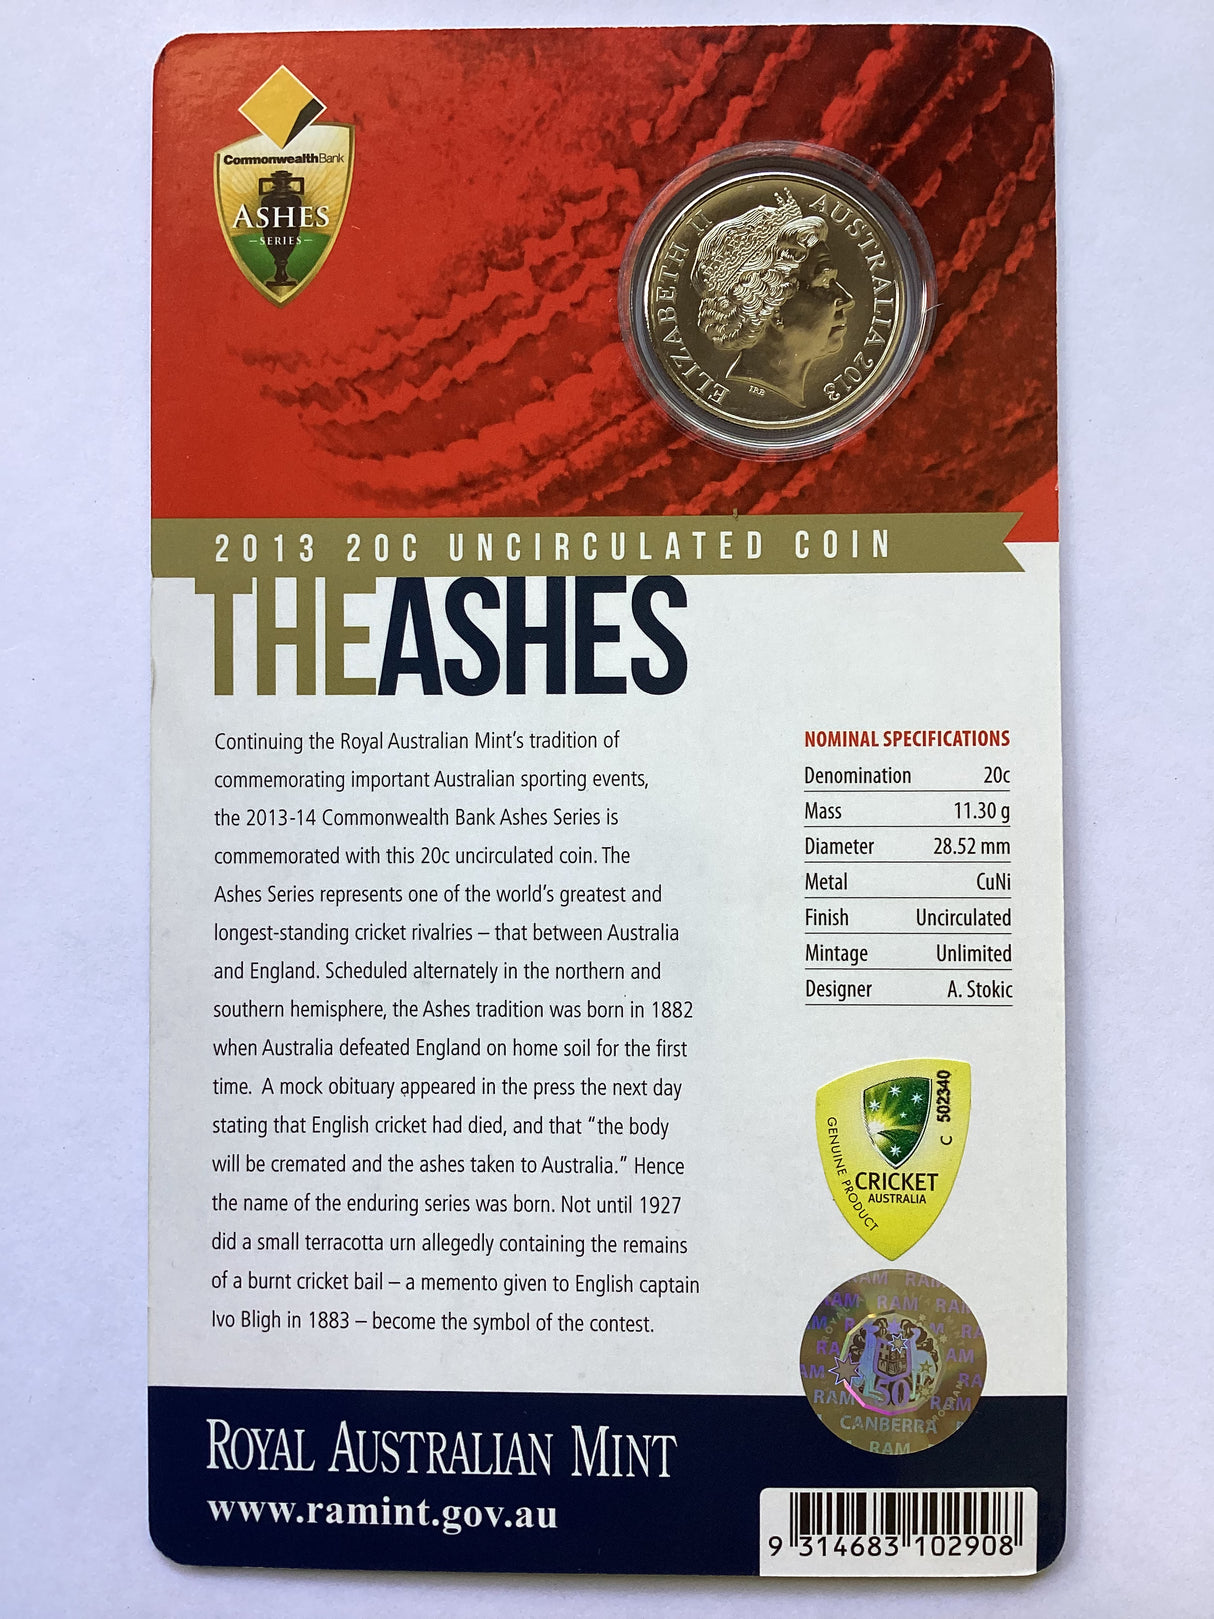 CommonwealthBank
ASHES
SERIES
ELIZABETH II
AUSTRALIA 2013
IRB
2013 20C UNCIRCULATED COIN
THEASHES
Continuing the Royal Australian Mint's tradition of
commemorating important Australian sporting events,
the 2013-14 Commonwealth Bank Ashes Series is
commemorated with this 20c uncirculated coin. The
Ashes Series represents one of the world's greatest and
longest-standing cricket rivalries – that between Australia
and England. Scheduled alternately in the northern and
southern hemisphere, the Ashes tradition was born in 1882
when Australia defeated England on home soil for the first
time. A mock obituary appeared in the press the next day
stating that English cricket had died, and that "the body
will be cremated and the ashes taken to Australia." Hence
the name of the enduring series was born. Not until 1927
did a small terracotta urn allegedly containing the remains
of a burnt cricket bail – a memento given to English captain
Ivo Bligh in 1883 – become the symbol of the contest.
NOMINAL SPECIFICATIONS
Denomination 20c
Mass 11.30 g
Diameter 28.52 mm
Metal CuNi
Finish Uncirculated
Mintage Unlimited
Designer A. Stokic
C 502340
GENUINE PRODUCT
CRICKET
AUSTRALIA
RAM RAM
RAM RAM RAM
50
RAM RAM
CANBERRA
RAM
ROYAL AUSTRALIAN MINT
www.ramint.gov.au
9 314683 102908